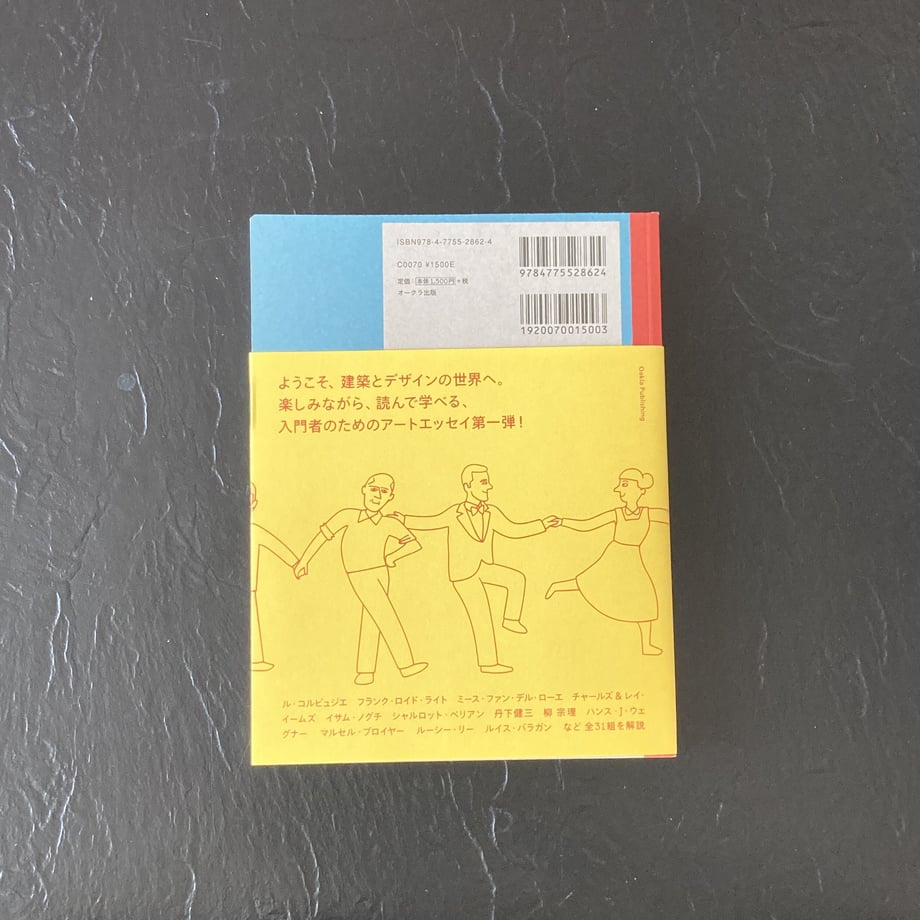 ISBN978-4-7755-2862-4
C0070 ¥1500E
定価:本体1,500円+税
オークラ出版
9784775528624
1920070015003
ようこそ、建築とデザインの世界へ。
楽しみながら、読んで学べる、
入門者のためのアートエッセイ第一弾!
Oakla Publishing
ル・コルビュジエ フランク・ロイド・ライト ミース・ファン・デル・ローエ チャールズ&レイ・
イームズ イサム・ノグチ シャルロット・ペリアン 丹下健三 柳 宗理 ハンス・J・ウェ
グナー マルセル・ブロイヤー ルーシー・リー ルイス・バラガン など 全31組を解説